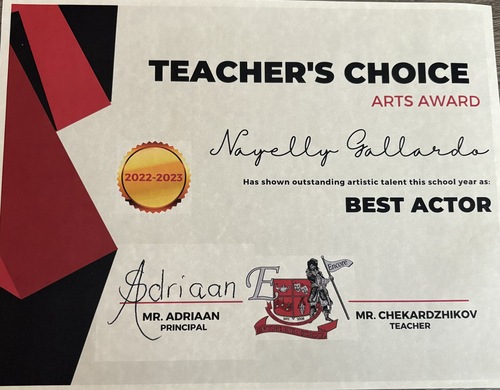 TEACHER'S CHOICE
ARTS AWARD
Nayelly Gallardo
2022-2023
Has shown outstanding artistic talent this school year as:
BEST ACTOR
Adriaan
E
Encore
MR. ADRIAAN
PRINCIPAL
MR. CHEKARDZHIKOV
TEACHER